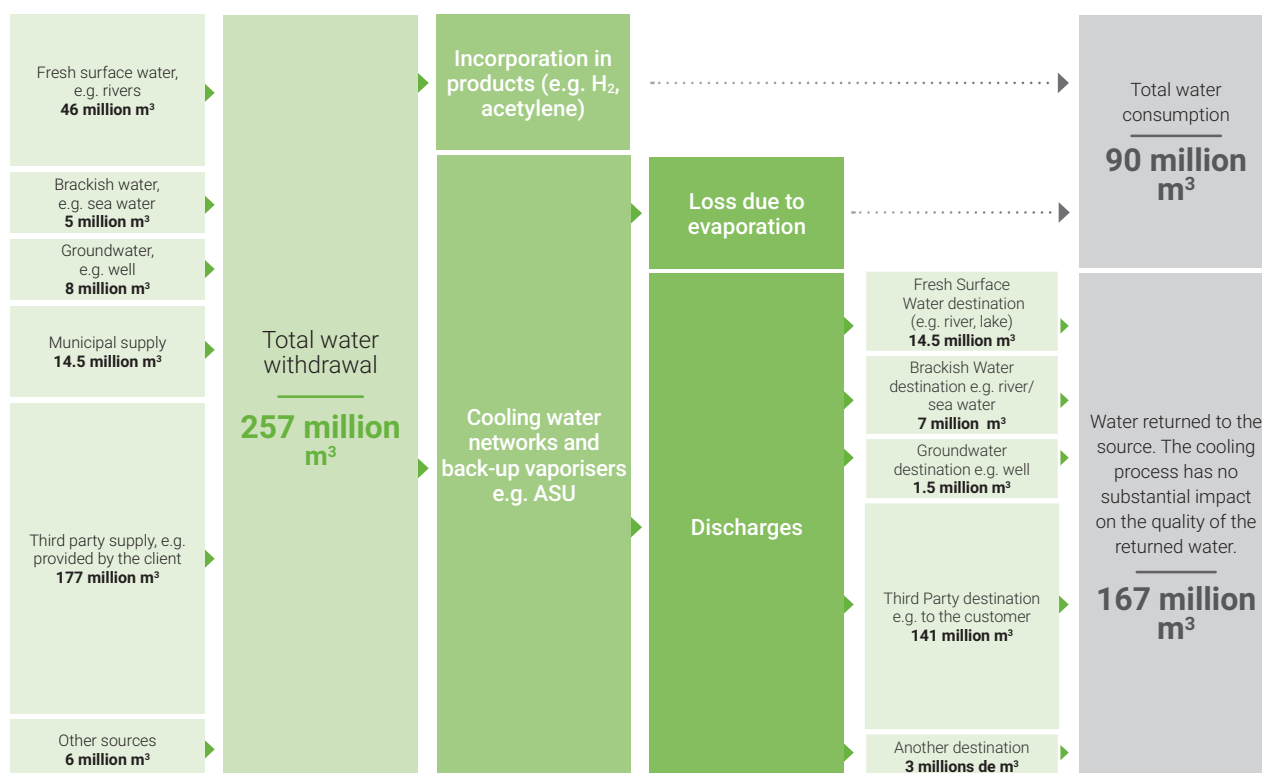 Fresh surface water,
e.g. rivers
46 million m³
Brackish water,
e.g. sea water
5 million m³
Groundwater,
e.g. well
8 million m³
Municipal supply
14.5 million m³
Third party supply, e.g.
provided by the client
177 million m³
Other sources
6 million m³
Total water
withdrawal
257 million
m³
Incorporation in
products (e.g. H₂,
acetylene)
Cooling water
networks and
back-up vaporisers
e.g. ASU
Loss due to
evaporation
Discharges
Fresh Surface
Water destination
(e.g. river, lake)
14.5 million m³
Brackish Water
destination e.g. river/
sea water
7 million m³
Groundwater
destination e.g. well
1.5 million m³
Third Party destination
e.g. to the customer
141 million m³
Another destination
3 millions de m³
Total water
consumption
90 million
m³
Water returned to the
source. The cooling
process has no
substantial impact
on the quality of the
returned water.
167 million
m³